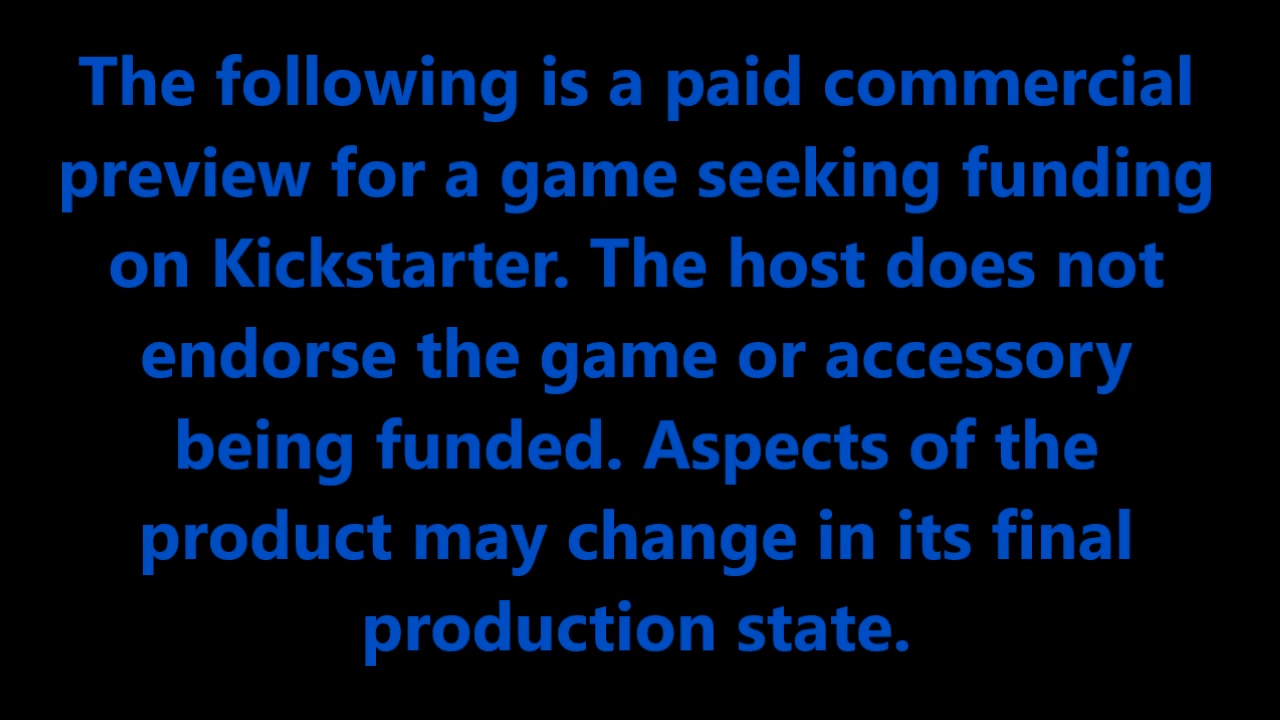 The following is a paid commercial
preview for a game seeking funding
on Kickstarter. The host does not
endorse the game or accessory
being funded. Aspects of the
product may change in its final
production state.